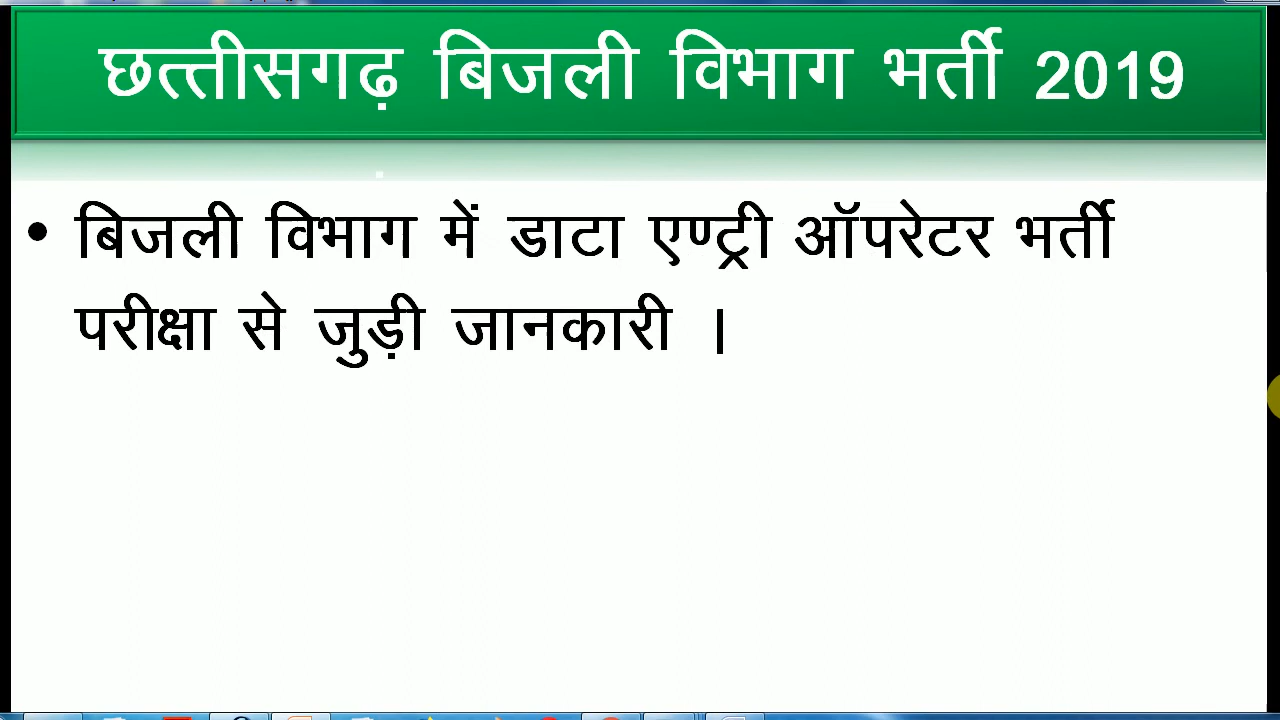 छत्तीसगढ़ बिजली विभाग भर्ती 2019
• बिजली विभाग में डाटा एण्ट्री ऑपरेटर भर्ती
परीक्षा से जुड़ी जानकारी ।